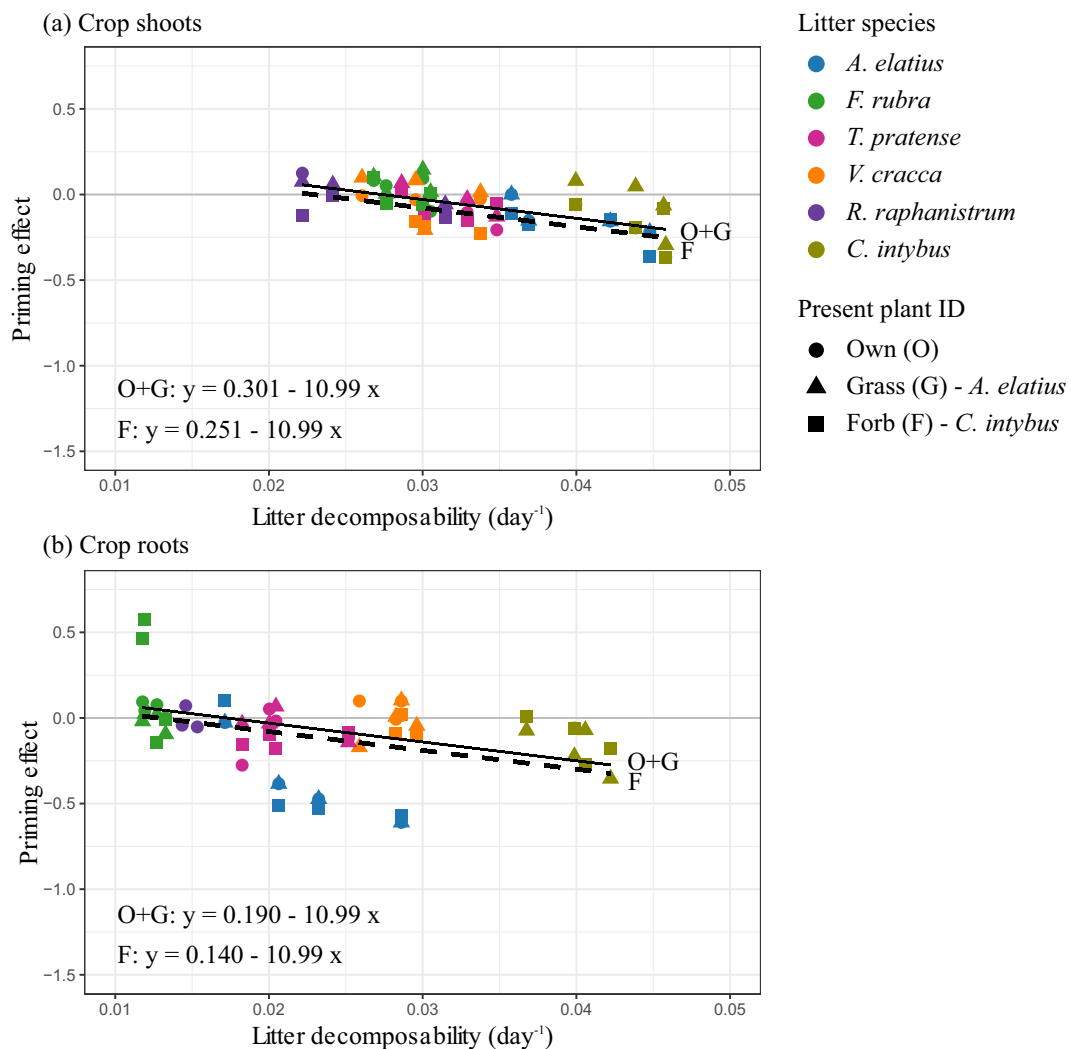 (a) Crop shoots
0.5
0.0
−0.5
−1.0
−1.5
Priming effect
O+G
F
O+G: y = 0.301 - 10.99 x
F: y = 0.251 - 10.99 x
0.01 0.02 0.03 0.04 0.05
Litter decomposability (day⁻¹)
Litter species
A. elatius
F. rubra
T. pratense
V. cracca
R. raphanistrum
C. intybus
Present plant ID
Own (O)
Grass (G) - A. elatius
Forb (F) - C. intybus
(b) Crop roots
0.5
0.0
−0.5
−1.0
−1.5
Priming effect
O+G
F
O+G: y = 0.190 - 10.99 x
F: y = 0.140 - 10.99 x
0.01 0.02 0.03 0.04 0.05
Litter decomposability (day⁻¹)